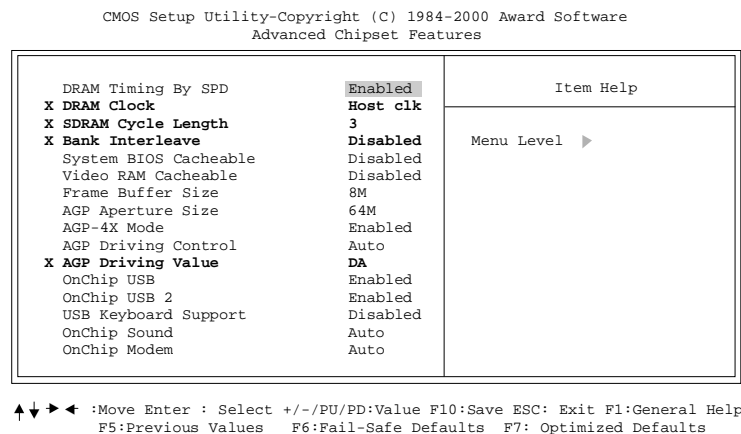 CMOS Setup Utility-Copyright (C) 1984-2000 Award Software
Advanced Chipset Features
DRAM Timing By SPD Enabled
X DRAM Clock Host clk
X SDRAM Cycle Length 3
X Bank Interleave Disabled
System BIOS Cacheable Disabled
Video RAM Cacheable Disabled
Frame Buffer Size 8M
AGP Aperture Size 64M
AGP-4X Mode Enabled
AGP Driving Control Auto
X AGP Driving Value DA
OnChip USB Enabled
OnChip USB 2 Enabled
USB Keyboard Support Disabled
OnChip Sound Auto
OnChip Modem Auto
Item Help
Menu Level
:Move Enter : Select +/-/PU/PD:Value F10:Save ESC: Exit F1:General Help
F5:Previous Values F6:Fail-Safe Defaults F7: Optimized Defaults